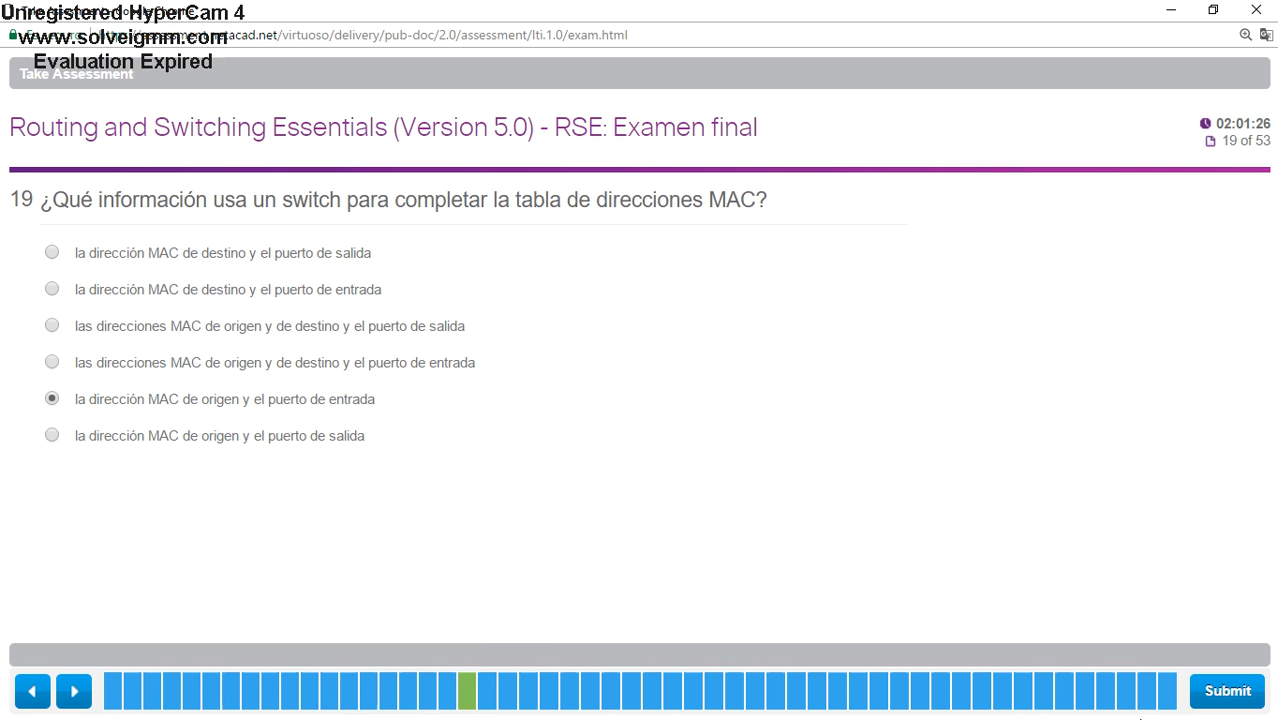 Unregistered HyperCam 4
www.solveigmm.com
/virtuoso/delivery/pub-doc/2.0/assessment/lti.1.0/exam.html
Evaluation Expired
Take Assessment
Routing and Switching Essentials (Version 5.0) - RSE: Examen final
02:01:26
19 of 53
19 ¿Qué información usa un switch para completar la tabla de direcciones MAC?
la dirección MAC de destino y el puerto de salida
la dirección MAC de destino y el puerto de entrada
las direcciones MAC de origen y de destino y el puerto de salida
las direcciones MAC de origen y de destino y el puerto de entrada
la dirección MAC de origen y el puerto de entrada
la dirección MAC de origen y el puerto de salida
Submit